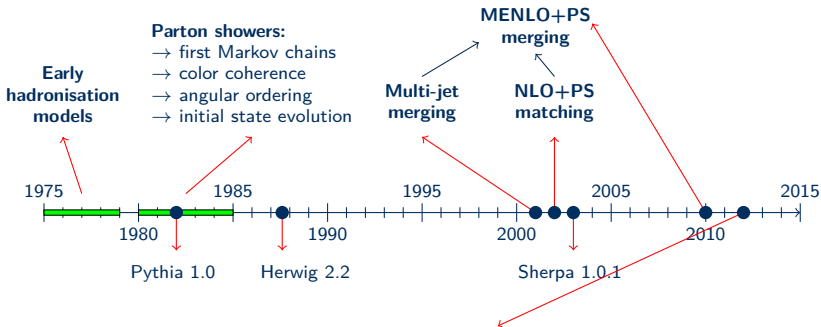 MENLO+PS
merging
Parton showers:
→ first Markov chains
→ color coherence
→ angular ordering
→ initial state evolution
Early
hadronisation
models
Multi-jet
merging
NLO+PS
matching
1975 1985 1995 2005 2015
1980 1990 2000 2010
Pythia 1.0 Herwig 2.2 Sherpa 1.0.1